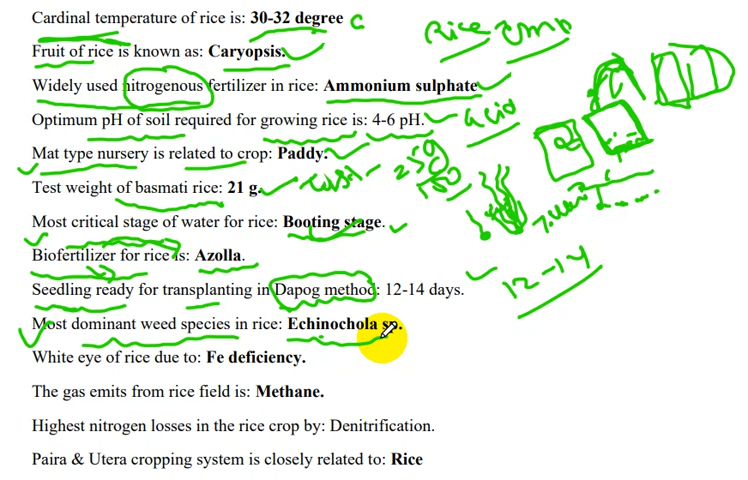 Cardinal temperature of rice is: 30-32 degree C
Rice
Fruit of rice is known as: Caryopsis.
Widely used nitrogenous fertilizer in rice: Ammonium sulphate
Optimum pH of soil required for growing rice is: 4-6 pH.
Acid
Mat type nursery is related to crop: Paddy.
Test weight of basmati rice: 21 g.
25g
Most critical stage of water for rice: Booting stage.
Biofertilizer for rice is: Azolla.
Seedling ready for transplanting in Dapog method: 12-14 days.
12-14
Most dominant weed species in rice: Echinochola sp.
White eye of rice due to: Fe deficiency.
The gas emits from rice field is: Methane.
Highest nitrogen losses in the rice crop by: Denitrification.
Paira & Utera cropping system is closely related to: Rice